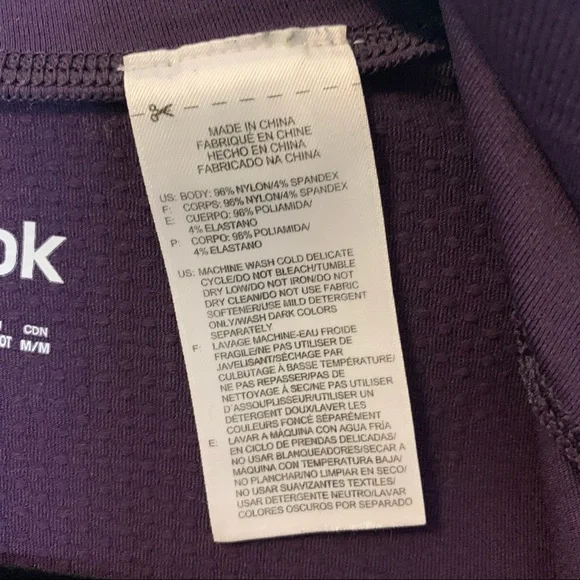 MADE IN CHINA
FABRIQUÉ EN CHINE
HECHO EN CHINA
FABRICADO NA CHINA
US: BODY: 96% NYLON/4% SPANDEX
F: CORPS: 96% NYLON/4% SPANDEX
E: CUERPO: 96% POLIAMIDA/
4% ELASTANO
P: CORPO: 96% POLIAMIDA/
4% ELASTANO
US: MACHINE WASH COLD DELICATE
CYCLE/DO NOT BLEACH/TUMBLE
DRY LOW/DO NOT IRON/DO NOT
DRY CLEAN/DO NOT USE FABRIC
SOFTENER/USE MILD DETERGENT
ONLY/WASH DARK COLORS
SEPARATELY
F: LAVAGE MACHINE-EAU FROIDE
FRAGILE/NE PAS UTILISER DE
JAVELISANT/SÉCHAGE PAR
CULBUTAGE À BASSE TEMPÉRATURE/
NE PAS REPASSER/PAS DE
NETTOYAGE À SEC/NE PAS UTILISER
D'ASSOUPLISSEUR/UTILISER UN
DÉTERGENT DOUX/LAVER LES
COULEURS FONCÉ SÉPARÉMENT
E: LAVAR A MÁQUINA CON AGUA FRÍA
EN CICLO DE PRENDAS DELICADAS/
NO USAR BLANQUEADORES/SECAR A
MÁQUINA CON TEMPERATURA BAJA/
NO PLANCHAR/NO LIMPIAR EN SECO/
NO USAR SUAVIZANTES TEXTILES/
USAR DETERGENTE NEUTRO/LAVAR
COLORES OSCUROS POR SEPARADO
ok
CDN
M/M